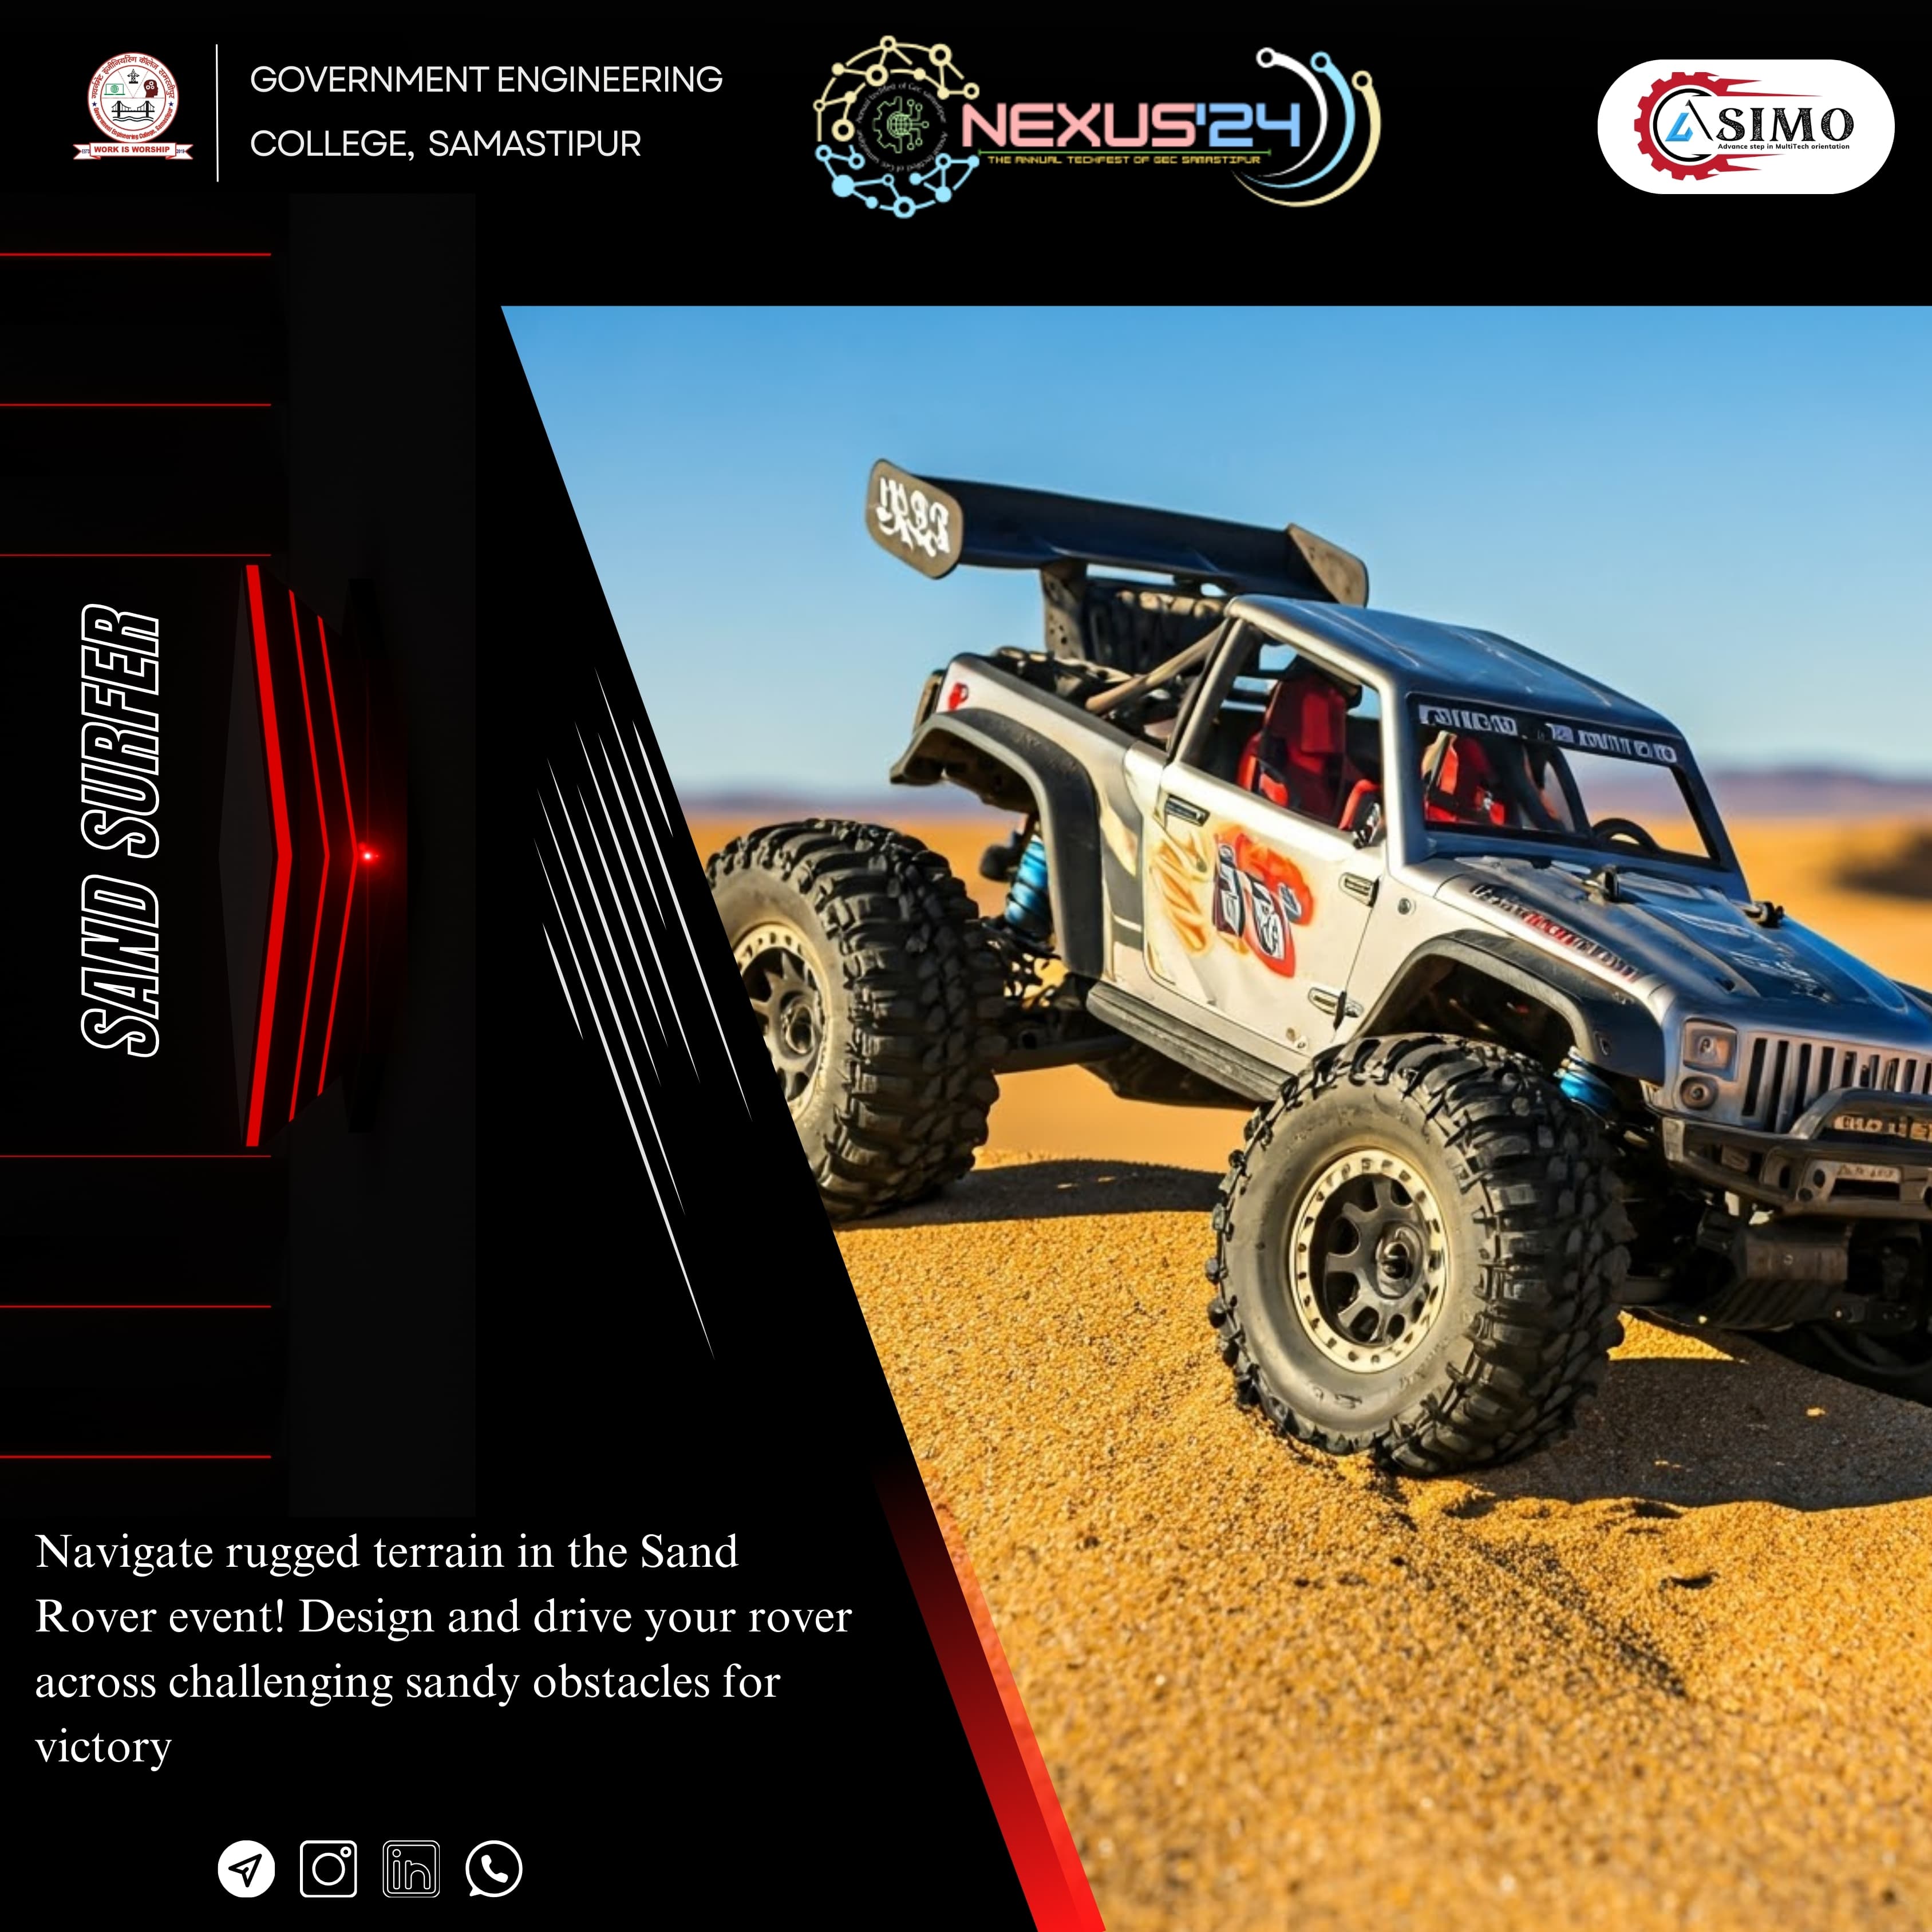 GOVERNMENT ENGINEERING
COLLEGE, SAMASTIPUR
WORK IS WORSHIP
NEXUS'24
THE ANNUAL TECHFEST OF GEC SAMASTIPUR
ASIMO
Advance step in MultiTech orientation
SAND SURFER
Navigate rugged terrain in the Sand
Rover event! Design and drive your rover
across challenging sandy obstacles for
victory
in